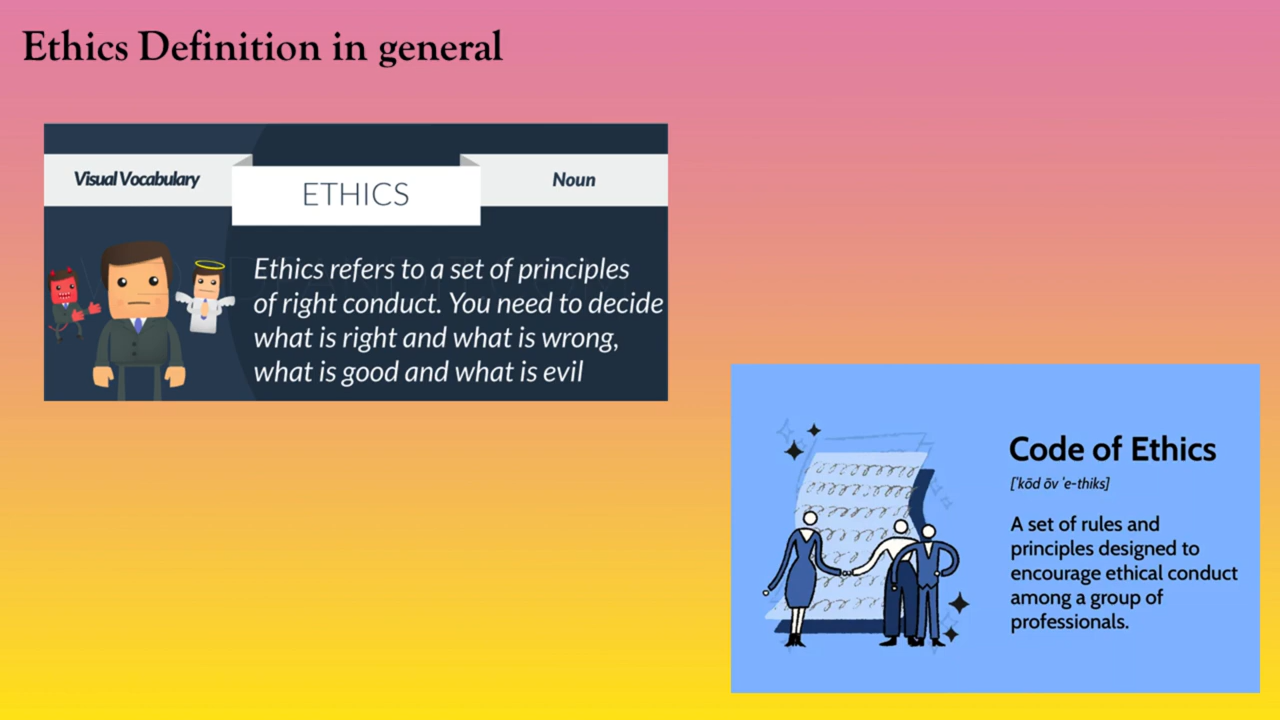 Ethics Definition in general
Visual Vocabulary
ETHICS
Noun
Ethics refers to a set of principles
of right conduct. You need to decide
what is right and what is wrong,
what is good and what is evil
Code of Ethics
['kōd ōv 'e-thiks]
A set of rules and
principles designed to
encourage ethical conduct
among a group of
professionals.